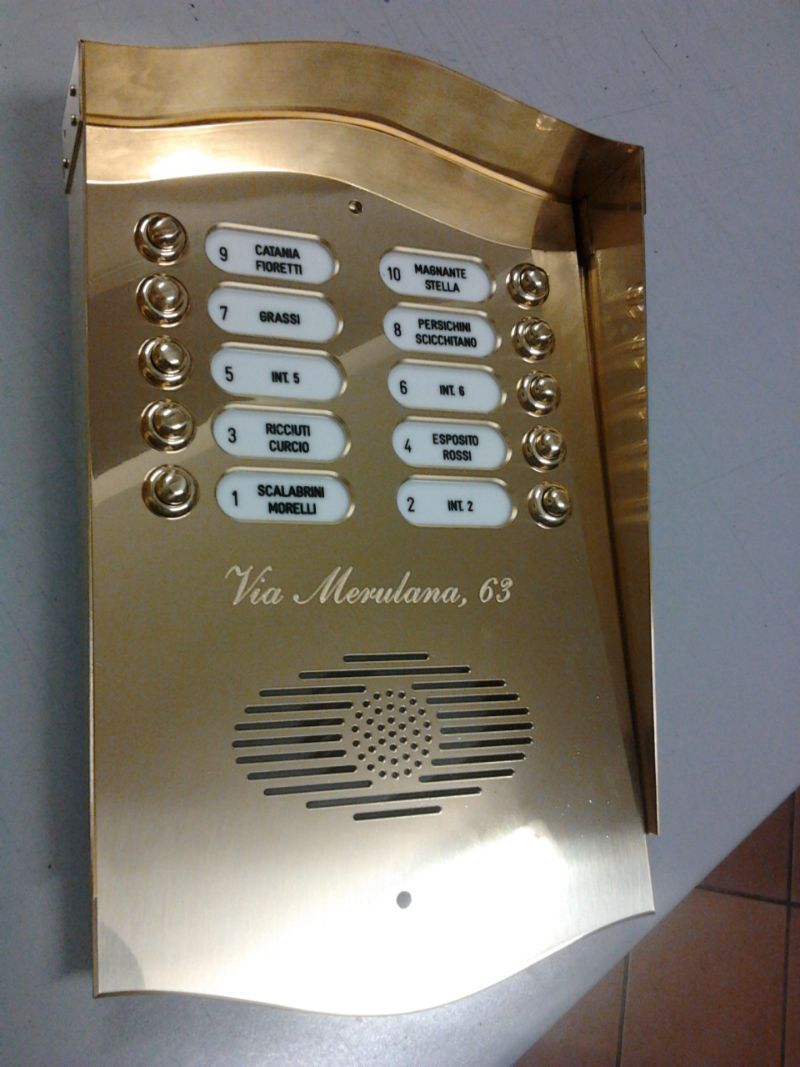 9 CATANIA
FIORETTI
10 MAGNANTE
STELLA
7 GRASSI
8 PERSICHINI
SCICCHITANO
5 INT. 5
6 INT. 6
3 RICCIUTI
CURCIO
4 ESPOSITO
ROSSI
1 SCALABRINI
MORELLI
2 INT. 2
Via Merulana, 63